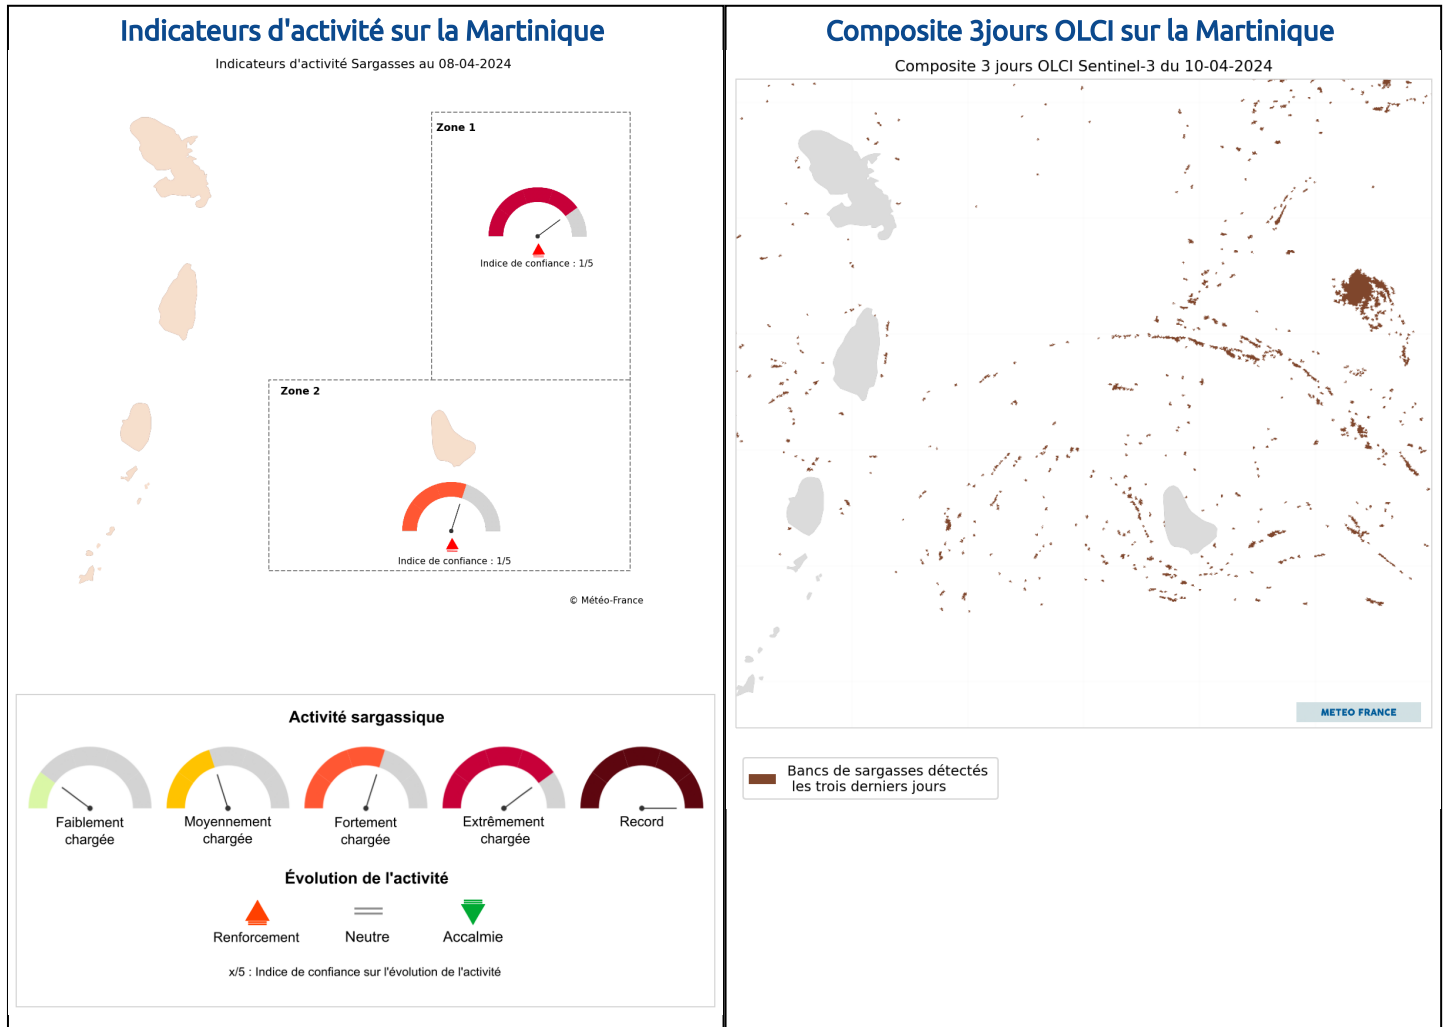 Indicateurs d'activité sur la Martinique
Indicateurs d'activité Sargasses au 08-04-2024
Zone 1
Indice de confiance : 1/5
Zone 2
Indice de confiance : 1/5
© Météo-France
Activité sargassique
Faiblement
chargée
Moyennement
chargée
Fortement
chargée
Extrêmement
chargée
Record
Évolution de l'activité
Renforcement
Neutre
Accalmie
x/5 : Indice de confiance sur l'évolution de l'activité
Composite 3jours OLCI sur la Martinique
Composite 3 jours OLCI Sentinel-3 du 10-04-2024
METEO FRANCE
Bancs de sargasses détectés
les trois derniers jours